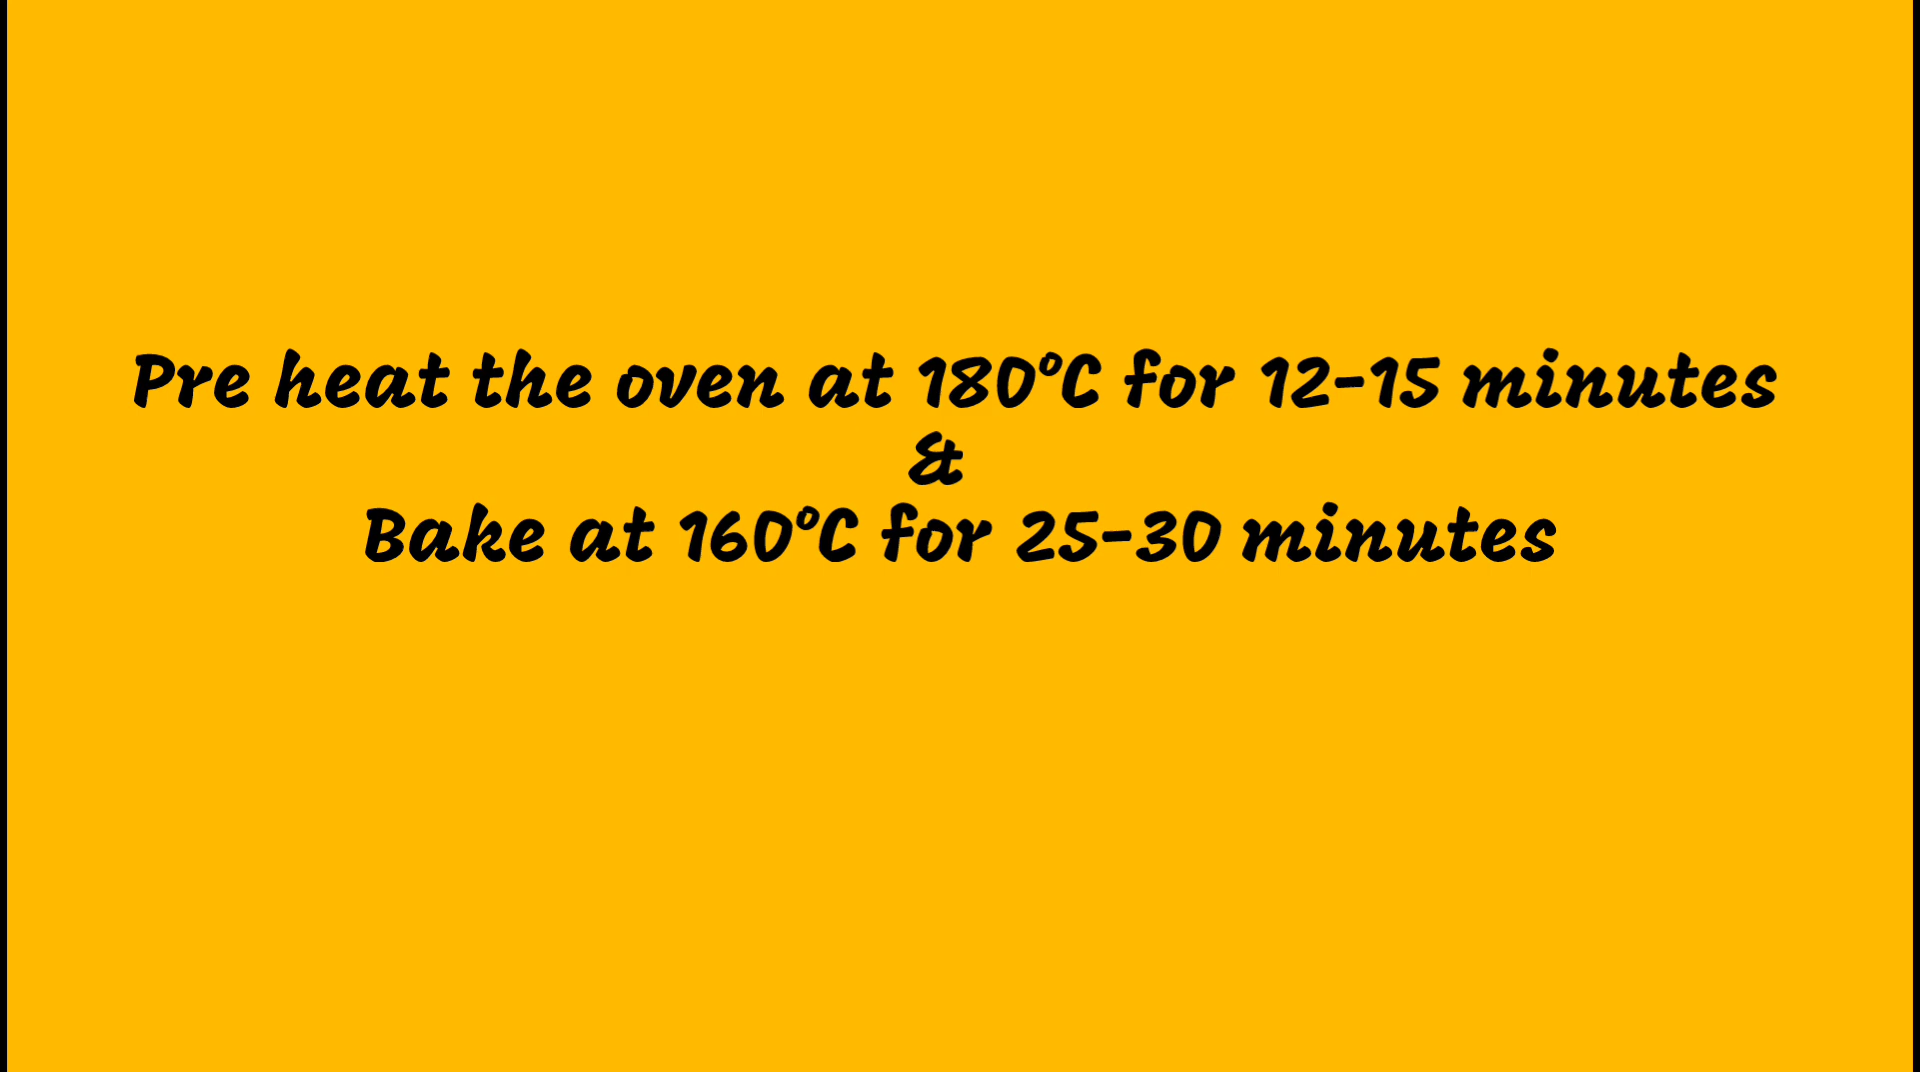 Pre heat the oven at 180°C for 12-15 minutes
&
Bake at 160°C for 25-30 minutes